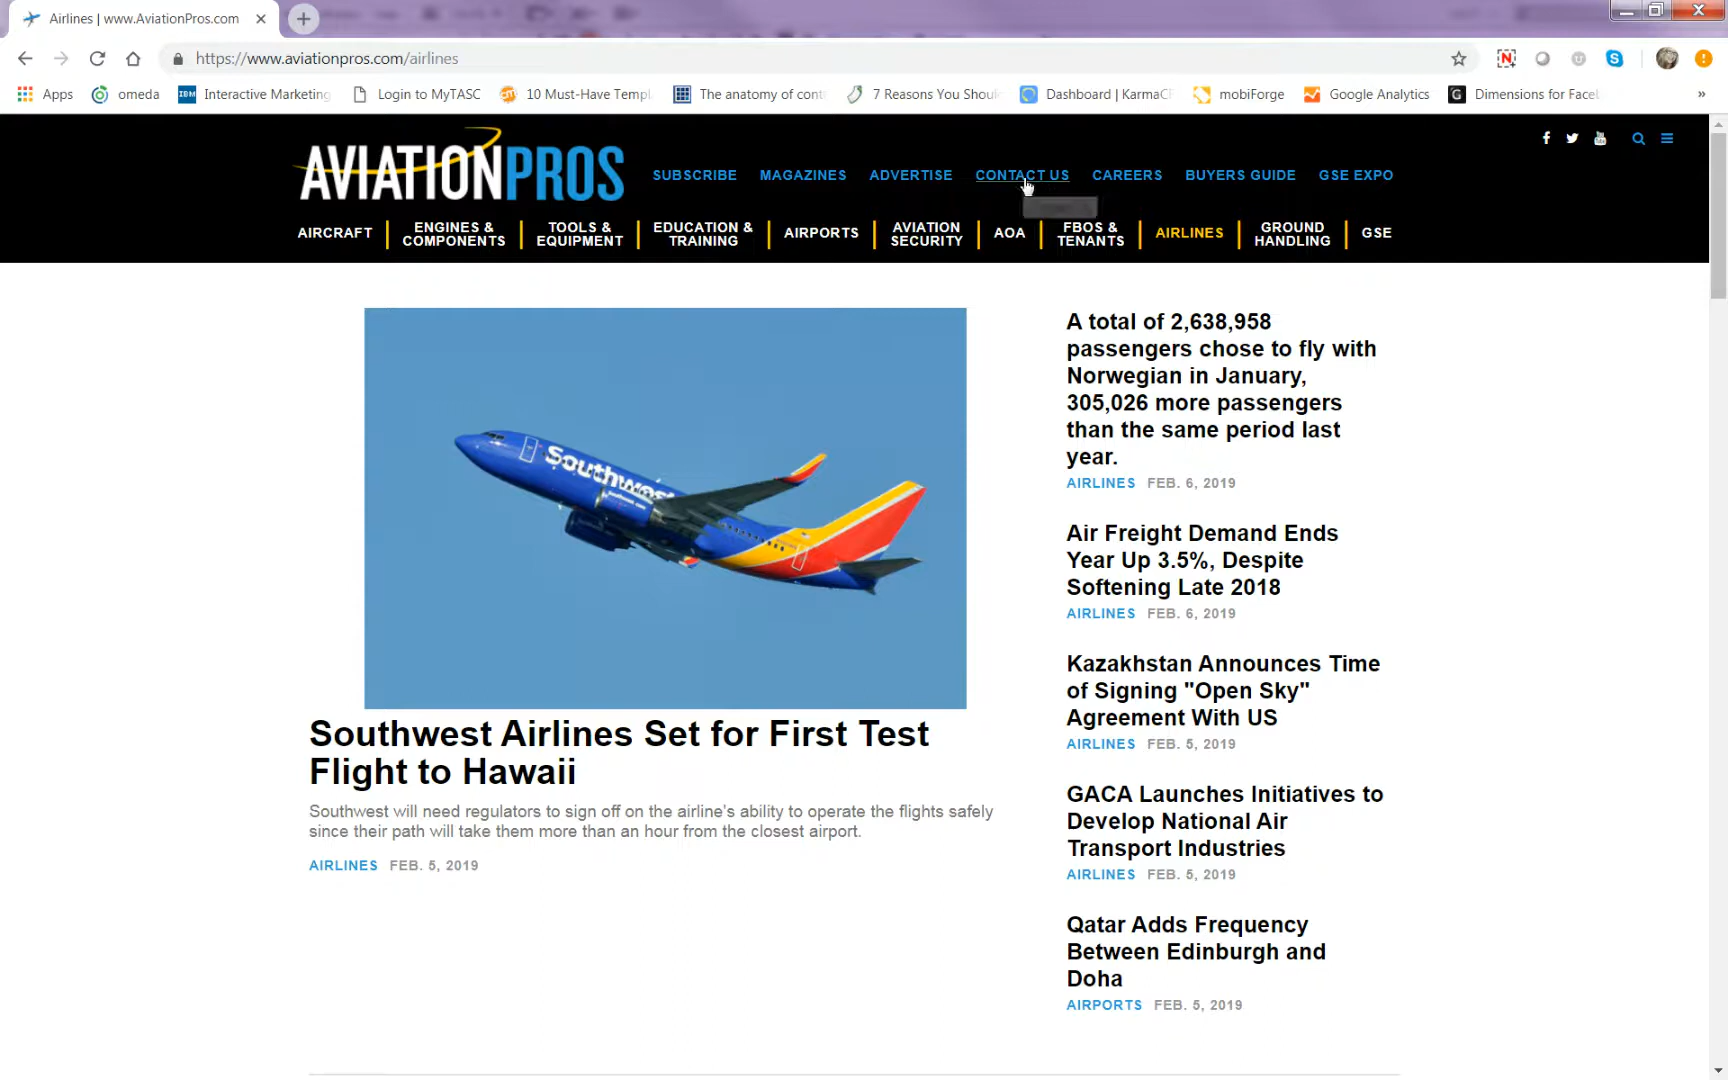 Airlines | www.AviationPros.com
https://www.aviationpros.com/airlines
Apps omeda IBM Interactive Marketing Login to MyTASC 10 Must-Have Templ The anatomy of cont 7 Reasons You Shoul Dashboard | KarmaCR mobiForge Google Analytics G Dimensions for Facel »
AVIATIONPROS
SUBSCRIBE MAGAZINES ADVERTISE CONTACT US CAREERS BUYERS GUIDE GSE EXPO
AIRCRAFT
ENGINES &
COMPONENTS
TOOLS &
EQUIPMENT
EDUCATION &
TRAINING
AIRPORTS
AVIATION
SECURITY
AOA
FBOS &
TENANTS
AIRLINES
GROUND
HANDLING
GSE
Southwest
Southwest Airlines Set for First Test
Flight to Hawaii
Southwest will need regulators to sign off on the airline's ability to operate the flights safely
since their path will take them more than an hour from the closest airport.
AIRLINES FEB. 5, 2019
A total of 2,638,958
passengers chose to fly with
Norwegian in January,
305,026 more passengers
than the same period last
year.
AIRLINES FEB. 6, 2019
Air Freight Demand Ends
Year Up 3.5%, Despite
Softening Late 2018
AIRLINES FEB. 6, 2019
Kazakhstan Announces Time
of Signing "Open Sky"
Agreement With US
AIRLINES FEB. 5, 2019
GACA Launches Initiatives to
Develop National Air
Transport Industries
AIRLINES FEB. 5, 2019
Qatar Adds Frequency
Between Edinburgh and
Doha
AIRPORTS FEB. 5, 2019